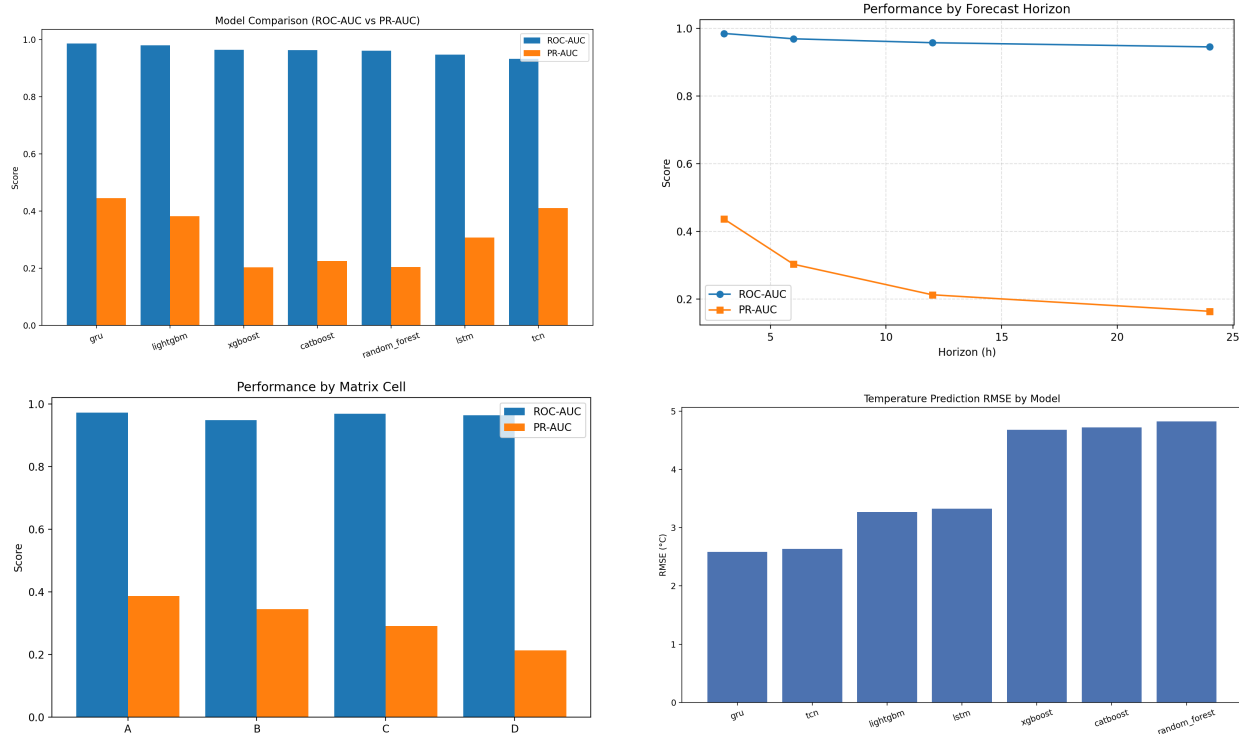 Model Comparison (ROC-AUC vs PR-AUC)
1.0
0.8
0.6
0.4
0.2
0.0
Score
ROC-AUC
PR-AUC
gru
lightgbm
xgboost
catboost
random_forest
lstm
tcn
Performance by Forecast Horizon
1.0
0.8
0.6
0.4
0.2
Score
ROC-AUC
PR-AUC
5
10
15
20
25
Horizon (h)
Performance by Matrix Cell
1.0
0.8
0.6
0.4
0.2
0.0
Score
ROC-AUC
PR-AUC
A
B
C
D
Temperature Prediction RMSE by Model
5
4
3
2
1
0
RMSE (°C)
gru
tcn
lightgbm
lstm
xgboost
catboost
random_forest